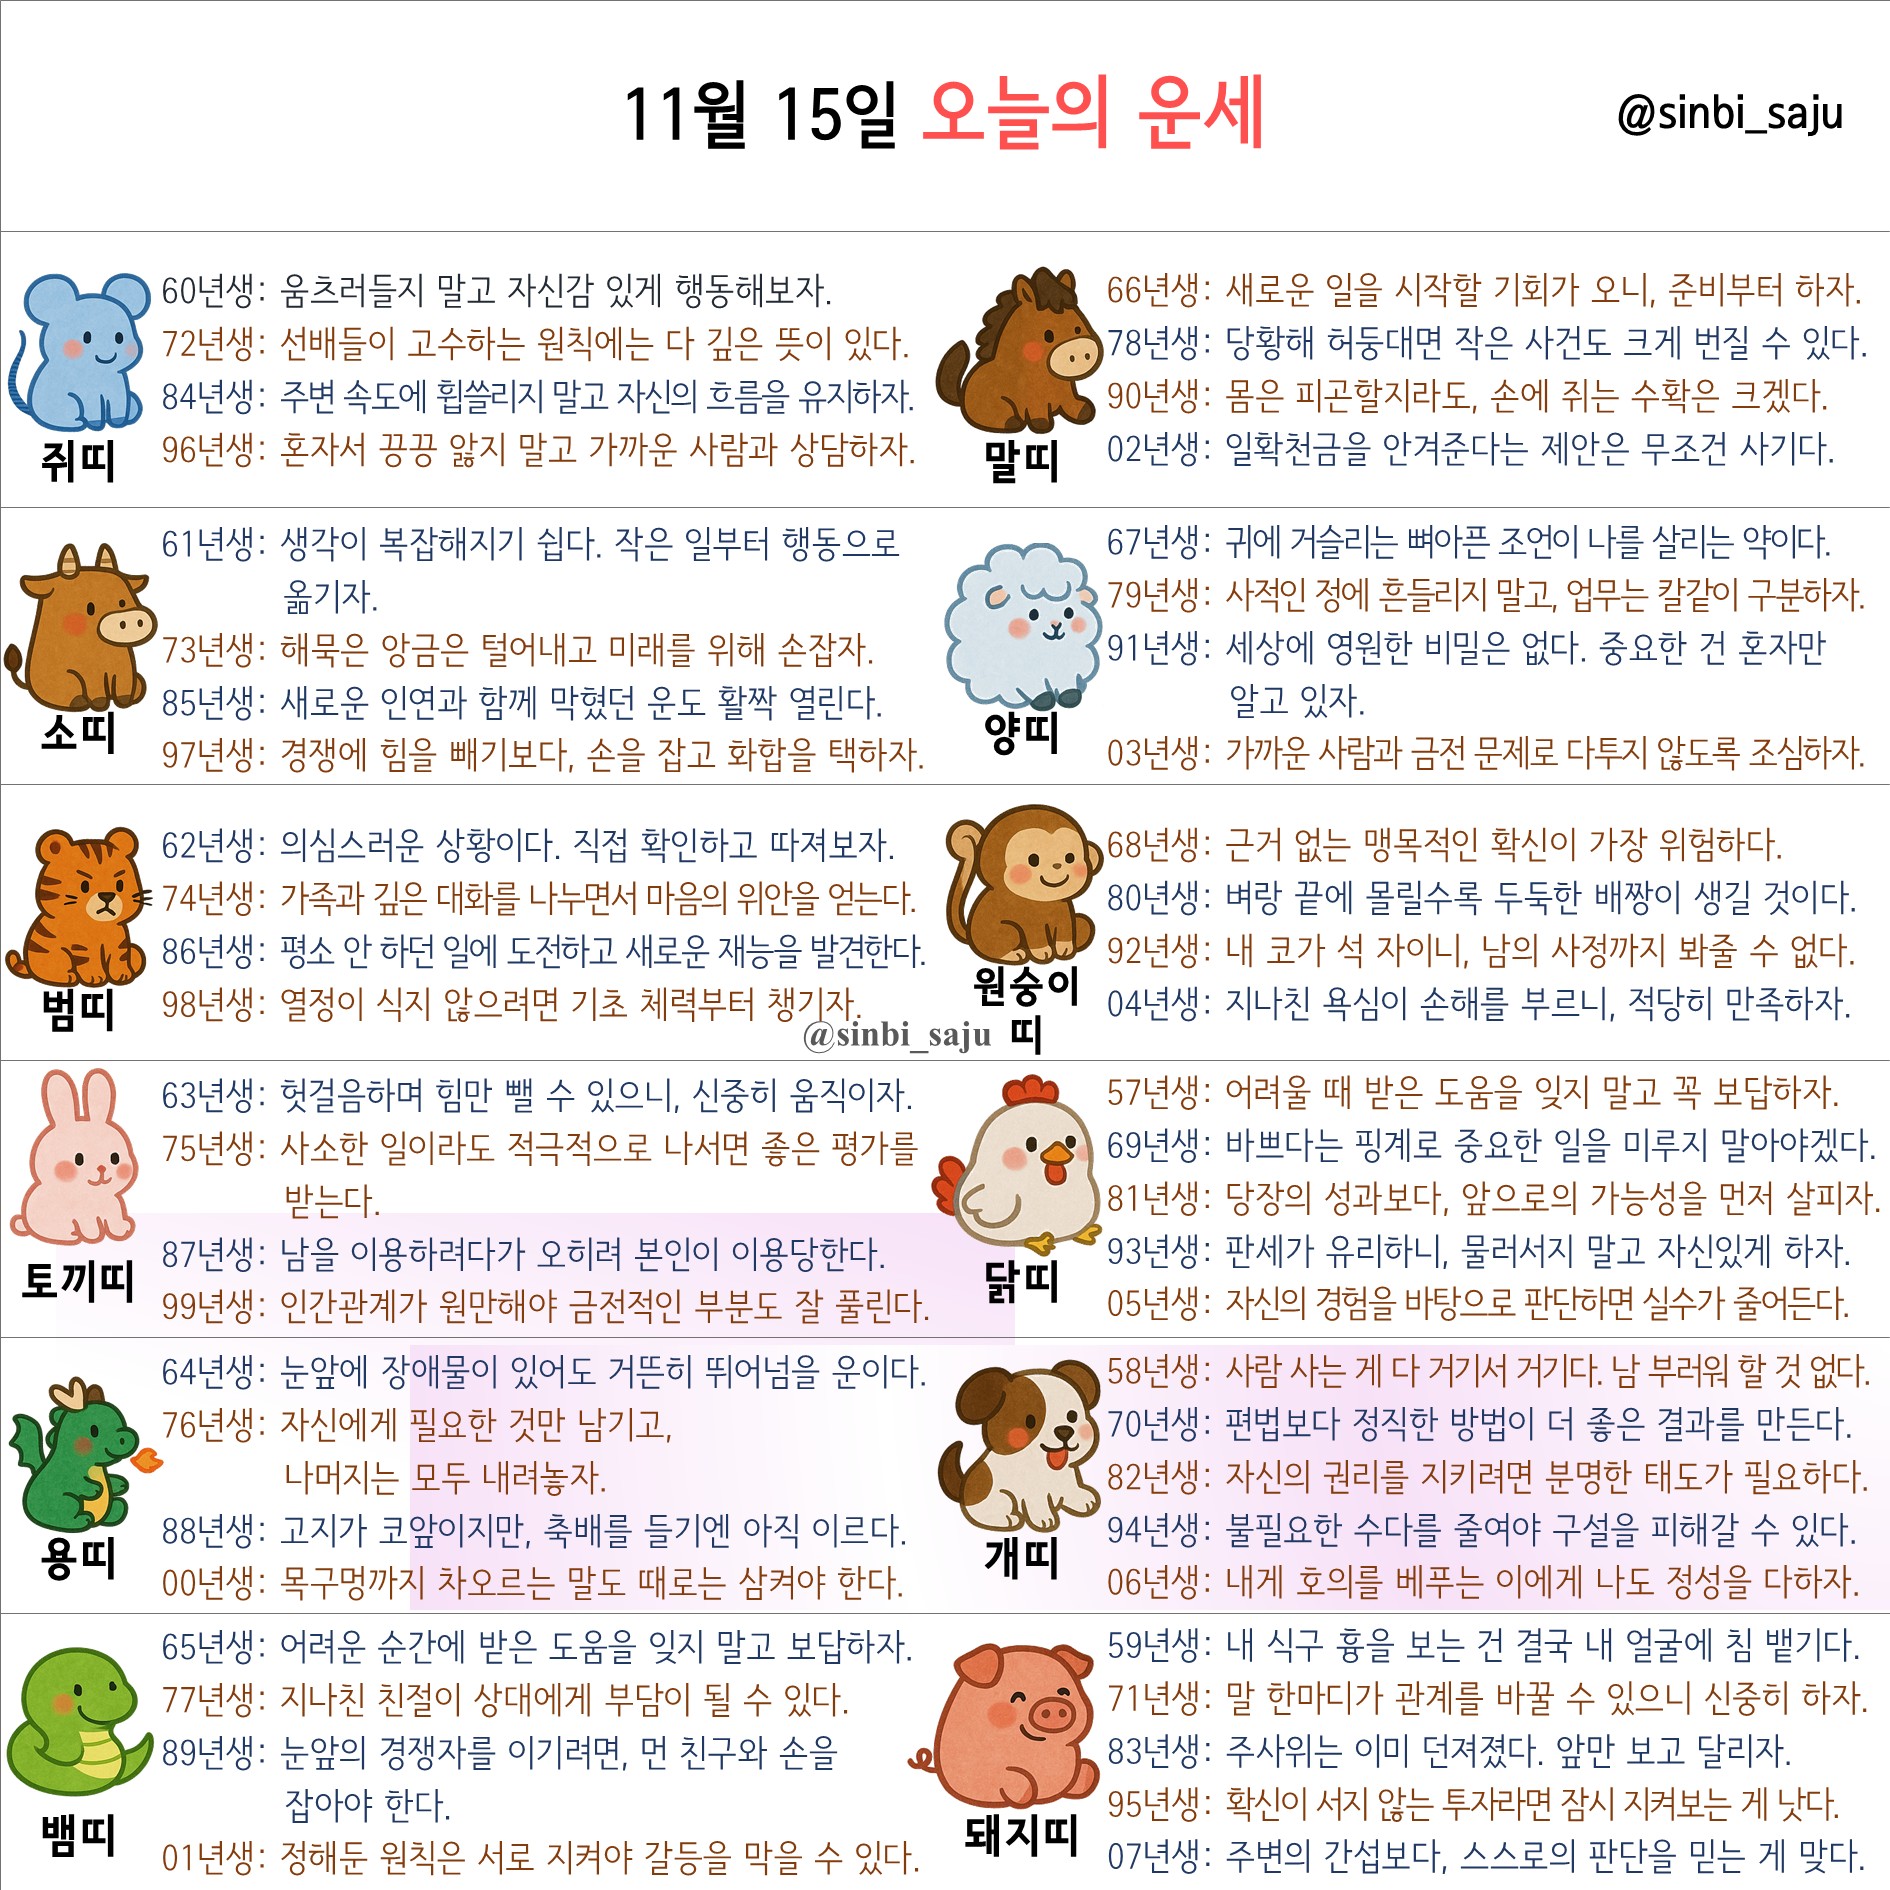 11월 15일 오늘의 운세
@sinbi_saju
60년생: 움츠러들지 말고 자신감 있게 행동해보자.
72년생: 선배들이 고수하는 원칙에는 다 깊은 뜻이 있다.
84년생: 주변 속도에 휩쓸리지 말고 자신의 흐름을 유지하자.
96년생: 혼자서 끙끙 앓지 말고 가까운 사람과 상담하자.
쥐띠
66년생: 새로운 일을 시작할 기회가 오니, 준비부터 하자.
78년생: 당황해 허둥대면 작은 사건도 크게 번질 수 있다.
90년생: 몸은 피곤할지라도, 손에 쥐는 수확은 크겠다.
02년생: 일확천금을 안겨준다는 제안은 무조건 사기다.
말띠
61년생: 생각이 복잡해지기 쉽다. 작은 일부터 행동으로
옮기자.
73년생: 해묵은 앙금은 털어내고 미래를 위해 손잡자.
85년생: 새로운 인연과 함께 막혔던 운도 활짝 열린다.
97년생: 경쟁에 힘을 빼기보다, 손을 잡고 화합을 택하자.
소띠
67년생: 귀에 거슬리는 뼈아픈 조언이 나를 살리는 약이다.
79년생: 사적인 정에 흔들리지 말고, 업무는 칼같이 구분하자.
91년생: 세상에 영원한 비밀은 없다. 중요한 건 혼자만
알고 있자.
03년생: 가까운 사람과 금전 문제로 다투지 않도록 조심하자.
양띠
62년생: 의심스러운 상황이다. 직접 확인하고 따져보자.
74년생: 가족과 깊은 대화를 나누면서 마음의 위안을 얻는다.
86년생: 평소 안 하던 일에 도전하고 새로운 재능을 발견한다.
98년생: 열정이 식지 않으려면 기초 체력부터 챙기자.
범띠
68년생: 근거 없는 맹목적인 확신이 가장 위험하다.
80년생: 벼랑 끝에 몰릴수록 두둑한 배짱이 생길 것이다.
92년생: 내 코가 석 자이니, 남의 사정까지 봐줄 수 없다.
04년생: 지나친 욕심이 손해를 부르니, 적당히 만족하자.
원숭이
띠
@sinbi_saju
63년생: 헛걸음하며 힘만 뺄 수 있으니, 신중히 움직이자.
75년생: 사소한 일이라도 적극적으로 나서면 좋은 평가를
받는다.
87년생: 남을 이용하려다가 오히려 본인이 이용당한다.
99년생: 인간관계가 원만해야 금전적인 부분도 잘 풀린다.
토끼띠
57년생: 어려울 때 받은 도움을 잊지 말고 꼭 보답하자.
69년생: 바쁘다는 핑계로 중요한 일을 미루지 말아야겠다.
81년생: 당장의 성과보다, 앞으로의 가능성을 먼저 살피자.
93년생: 판세가 유리하니, 물러서지 말고 자신있게 하자.
05년생: 자신의 경험을 바탕으로 판단하면 실수가 줄어든다.
닭띠
64년생: 눈앞에 장애물이 있어도 거뜬히 뛰어넘을 운이다.
76년생: 자신에게 필요한 것만 남기고,
나머지는 모두 내려놓자.
88년생: 고지가 코앞이지만, 축배를 들기엔 아직 이르다.
00년생: 목구멍까지 차오르는 말도 때로는 삼켜야 한다.
용띠
58년생: 사람 사는 게 다 거기서 거기다. 남 부러워 할 것 없다.
70년생: 편법보다 정직한 방법이 더 좋은 결과를 만든다.
82년생: 자신의 권리를 지키려면 분명한 태도가 필요하다.
94년생: 불필요한 수다를 줄여야 구설을 피해갈 수 있다.
06년생: 내게 호의를 베푸는 이에게 나도 정성을 다하자.
개띠
65년생: 어려운 순간에 받은 도움을 잊지 말고 보답하자.
77년생: 지나친 친절이 상대에게 부담이 될 수 있다.
89년생: 눈앞의 경쟁자를 이기려면, 먼 친구와 손을
잡아야 한다.
01년생: 정해둔 원칙은 서로 지켜야 갈등을 막을 수 있다.
뱀띠
59년생: 내 식구 흉을 보는 건 결국 내 얼굴에 침 뱉기다.
71년생: 말 한마디가 관계를 바꿀 수 있으니 신중히 하자.
83년생: 주사위는 이미 던져졌다. 앞만 보고 달리자.
95년생: 확신이 서지 않는 투자라면 잠시 지켜보는 게 낫다.
07년생: 주변의 간섭보다, 스스로의 판단을 믿는 게 맞다.
돼지띠